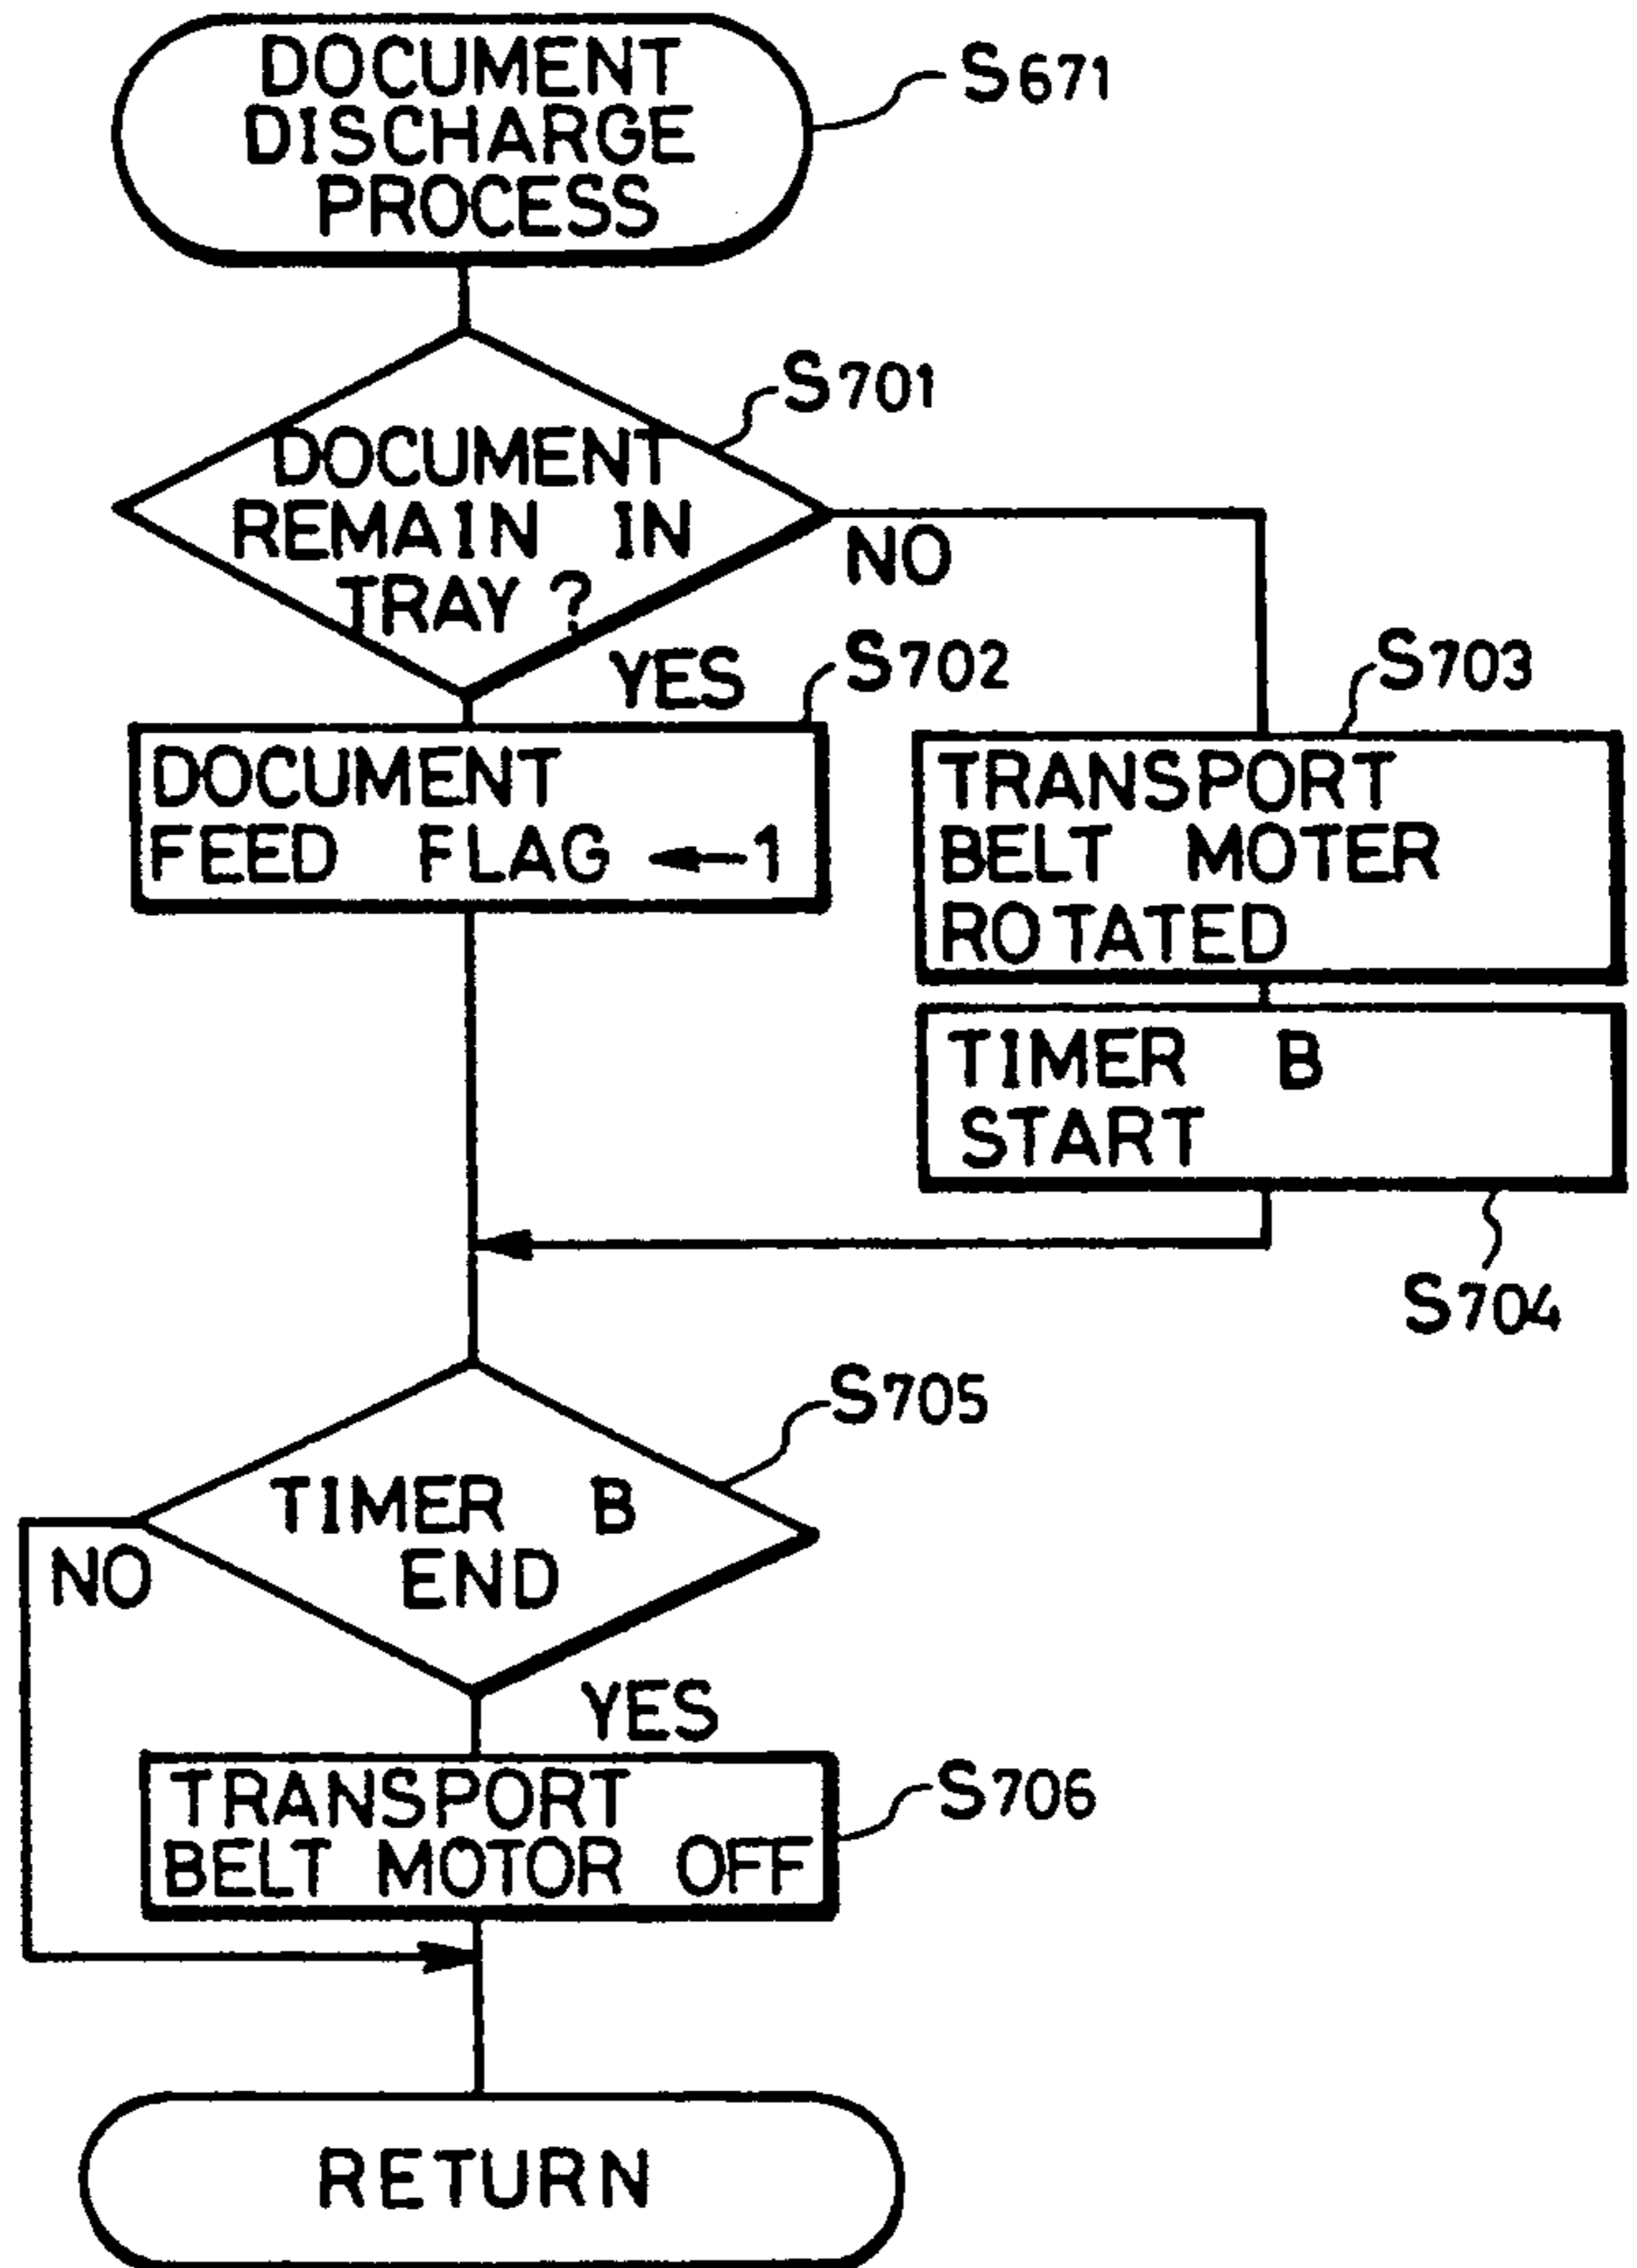 DOCUMENT
DISCHARGE
PROCESS
S671
S701
DOCUMENT
REMAIN IN
TRAY ?
NO
YES
S702
S703
DOCUMENT
FEED FLAG ←1
TRANSPORT
BELT MOTER
ROTATED
TIMER B
START
S704
S705
TIMER B
END
NO
YES
TRANSPORT
BELT MOTOR OFF
S706
RETURN